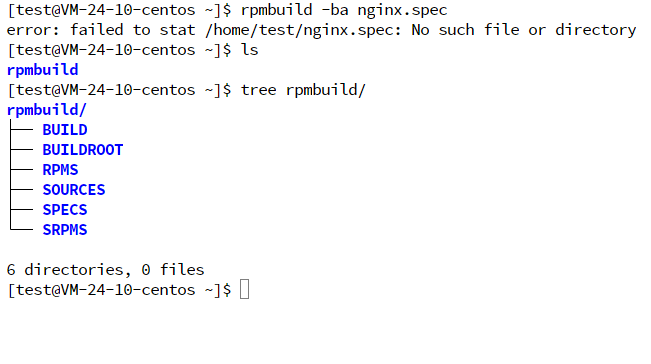 [test@VM-24-10-centos ~]$ rpmbuild -ba nginx.spec
error: failed to stat /home/test/nginx.spec: No such file or directory
[test@VM-24-10-centos ~]$ ls
rpmbuild
[test@VM-24-10-centos ~]$ tree rpmbuild/
rpmbuild/
├── BUILD
├── BUILDROOT
├── RPMS
├── SOURCES
├── SPECS
└── SRPMS
6 directories, 0 files
[test@VM-24-10-centos ~]$